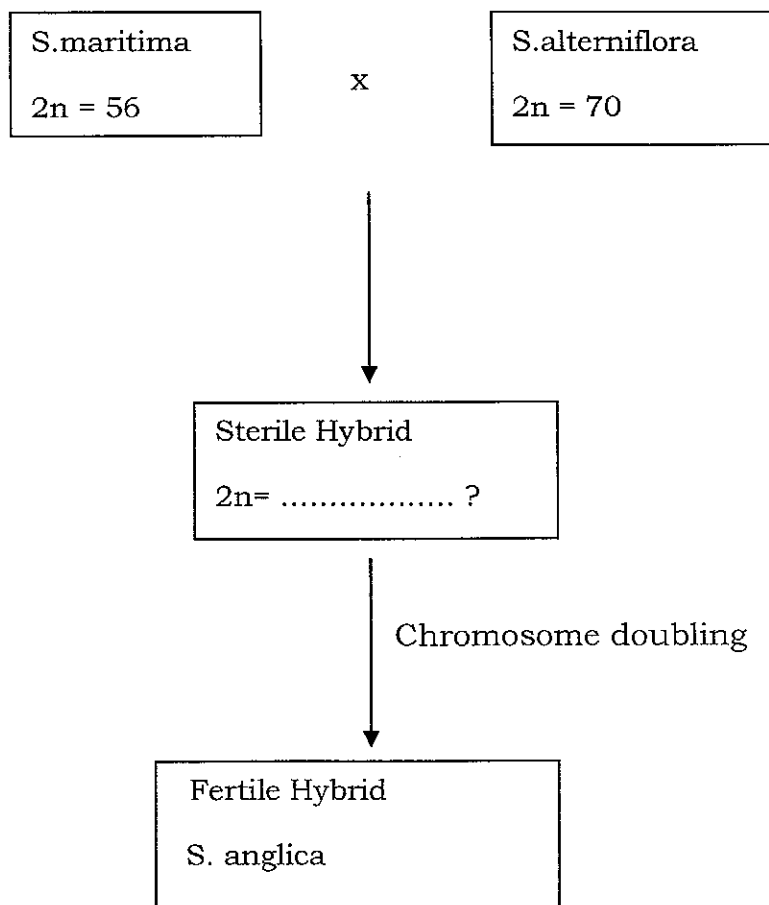 S.maritima
2n = 56
x
S.alterniflora
2n = 70
Sterile Hybrid
2n= .................. ?
Chromosome doubling
Fertile Hybrid
S. anglica